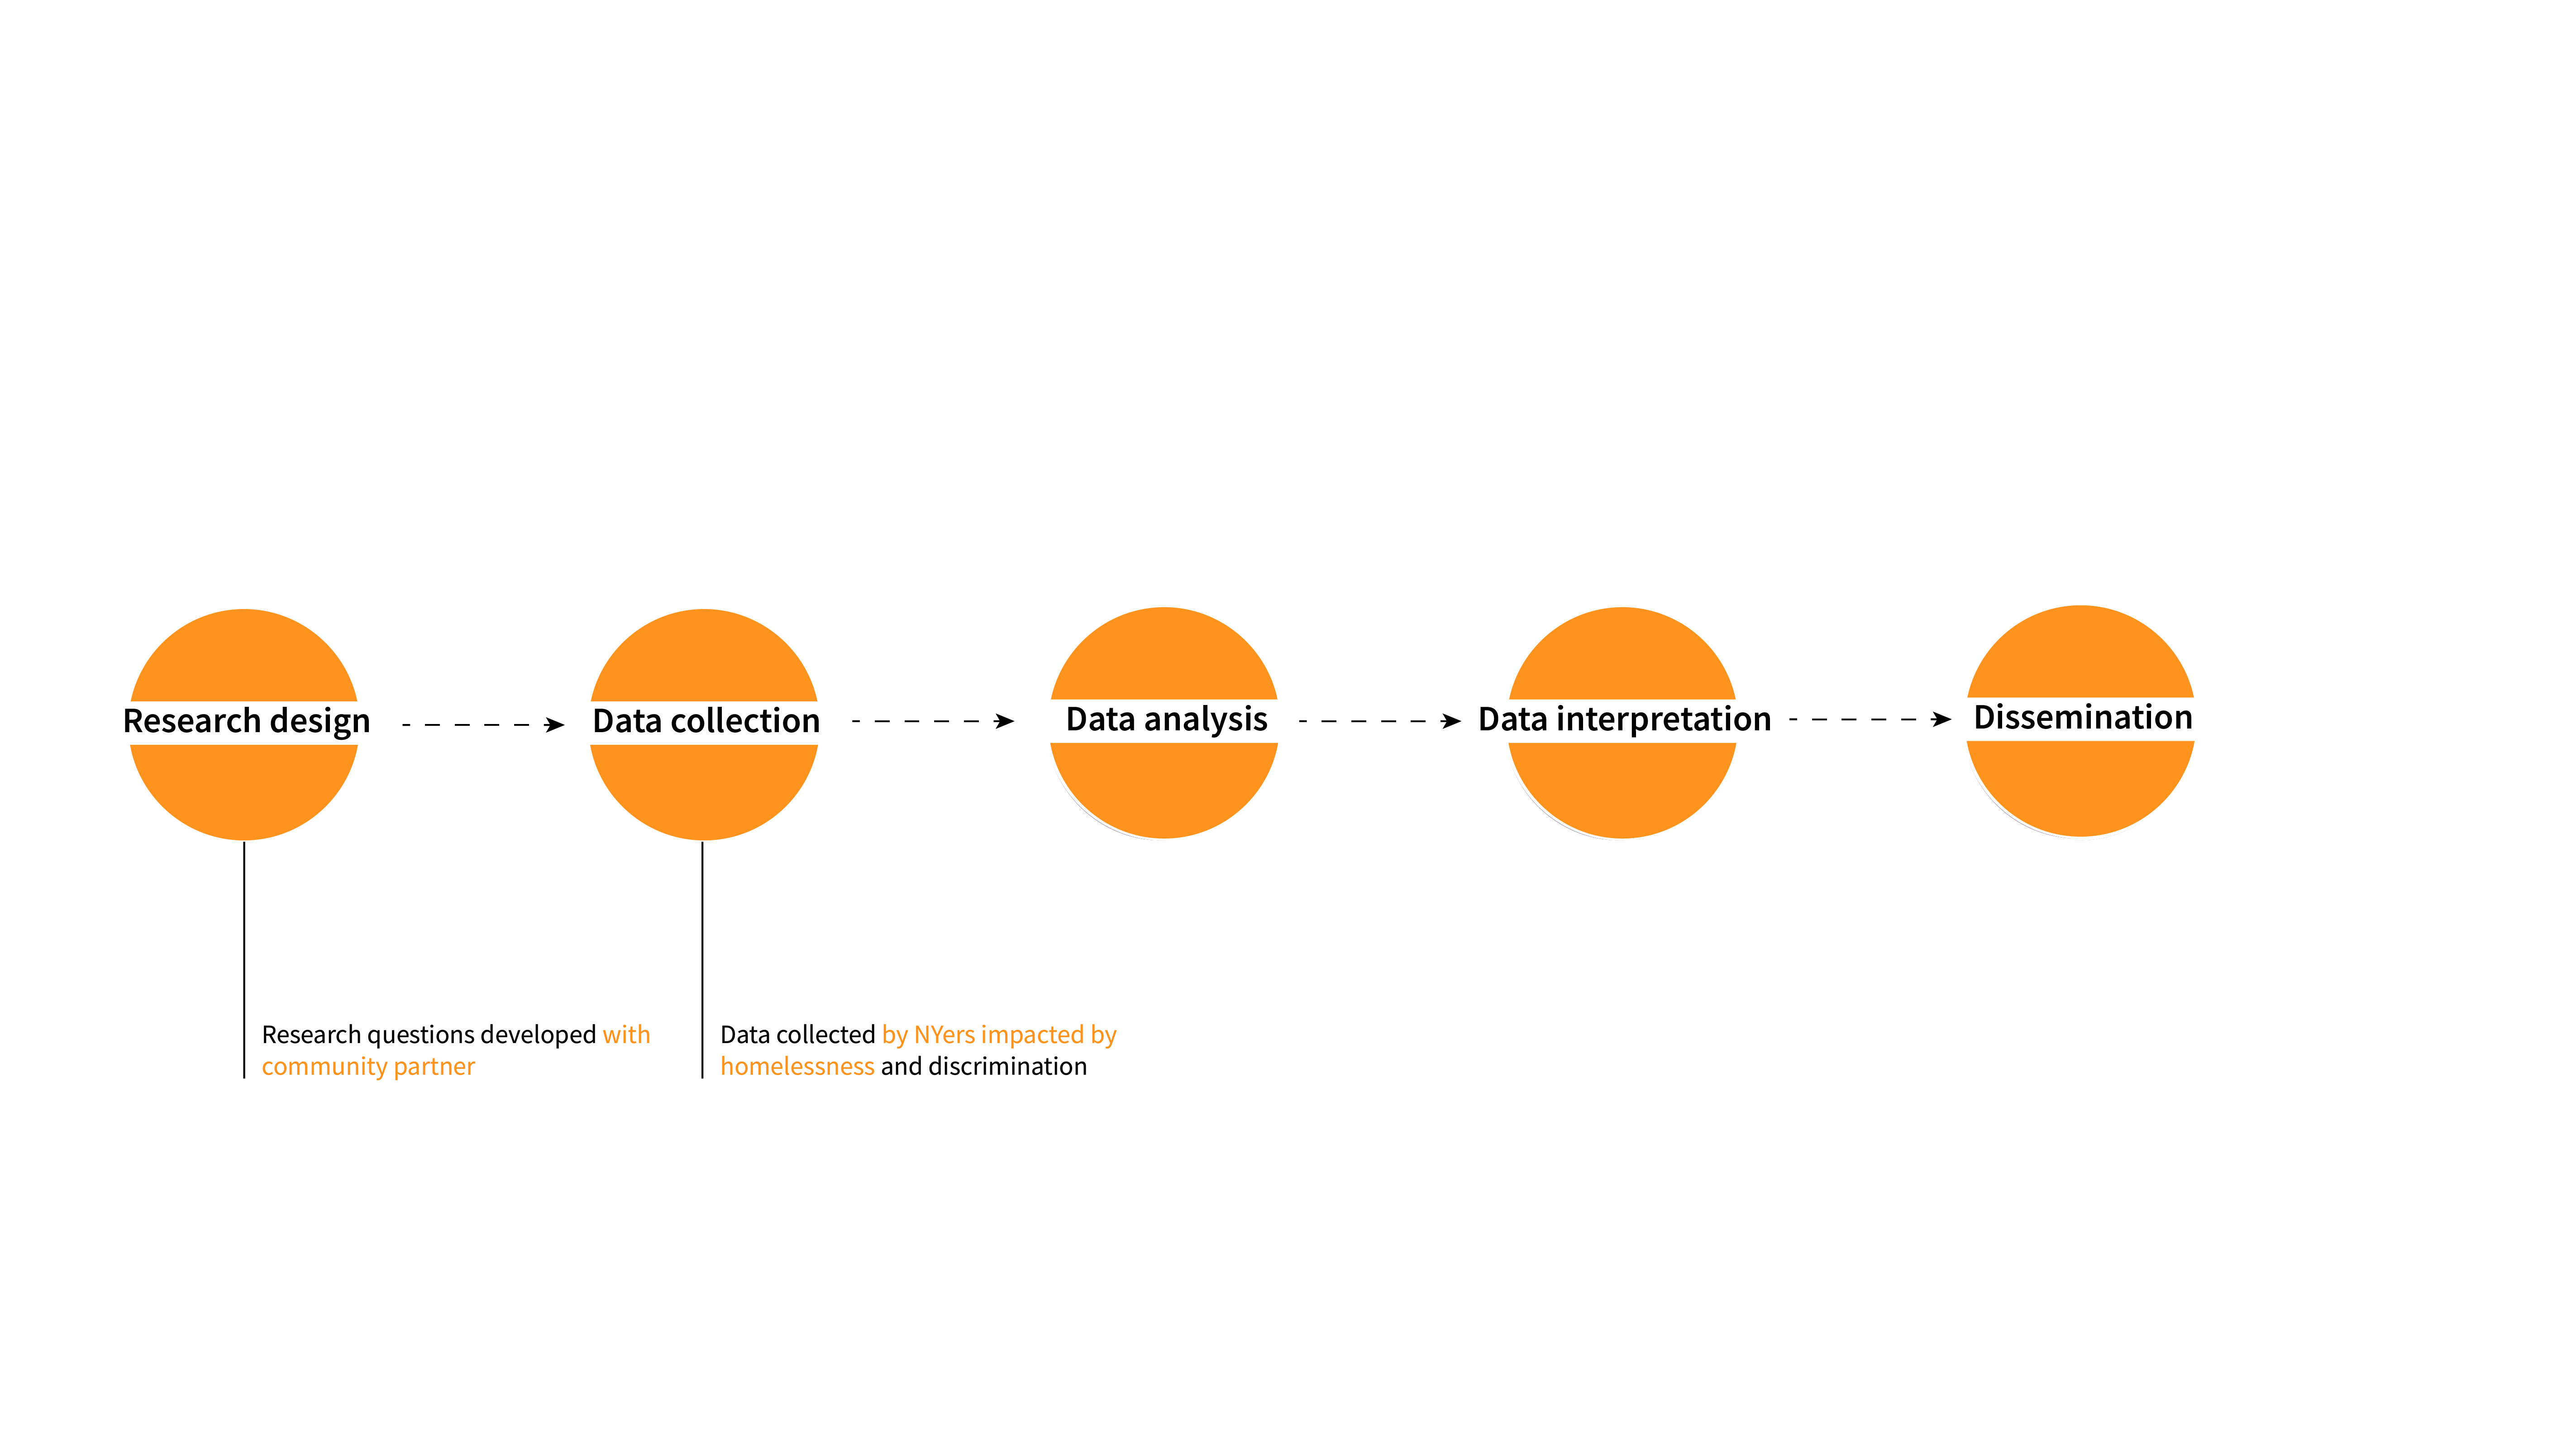 Research design
Data collection
Data analysis
Data interpretation
Dissemination
Research questions developed with
community partner
Data collected by NYers impacted by
homelessness and discrimination